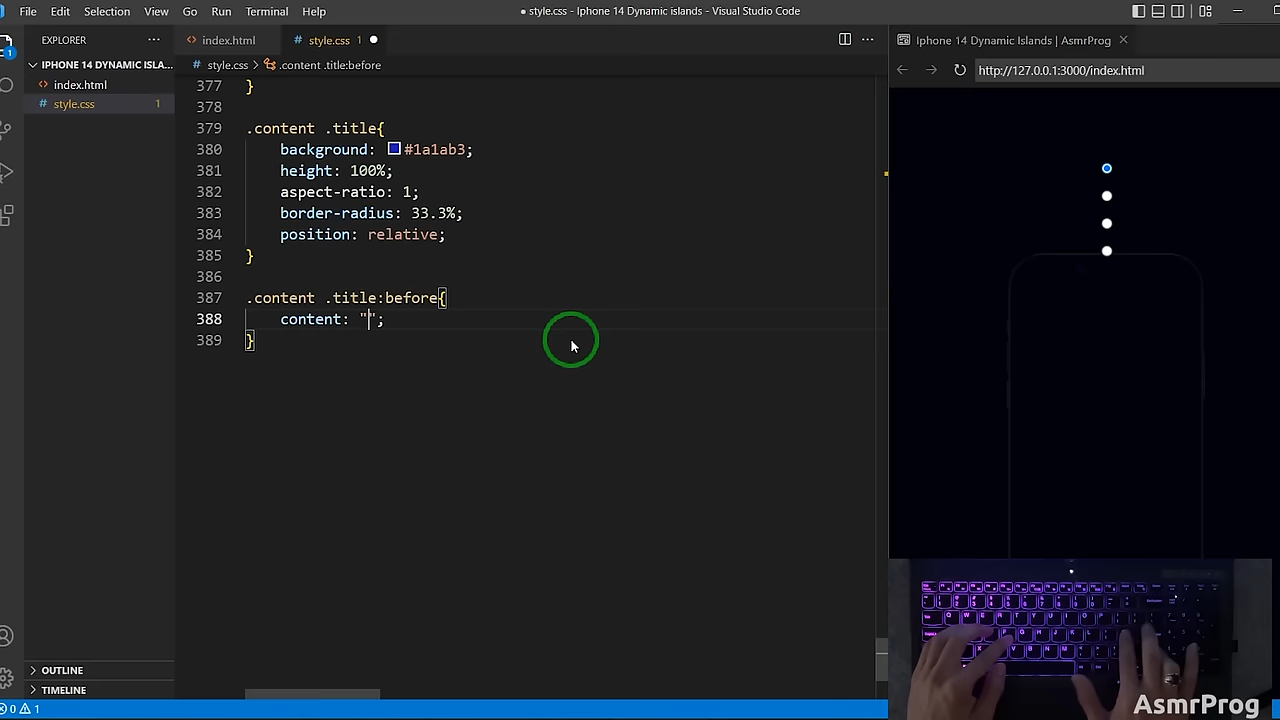 File Edit Selection View Go Run Terminal Help
● style.css - Iphone 14 Dynamic islands - Visual Studio Code
EXPLORER ···
IPHONE 14 DYNAMIC ISLA...
index.html
style.css 1
OUTLINE
TIMELINE
index.html
style.css 1 ●
style.css > .content .title:before
377 }
378
379 .content .title{
380 background: #1a1ab3;
381 height: 100%;
382 aspect-ratio: 1;
383 border-radius: 33.3%;
384 position: relative;
385 }
386
387 .content .title:before{
388 content: "";
389 }
Iphone 14 Dynamic Islands | AsmrProg
http://127.0.0.1:3000/index.html
AsmrProg
0 1
1